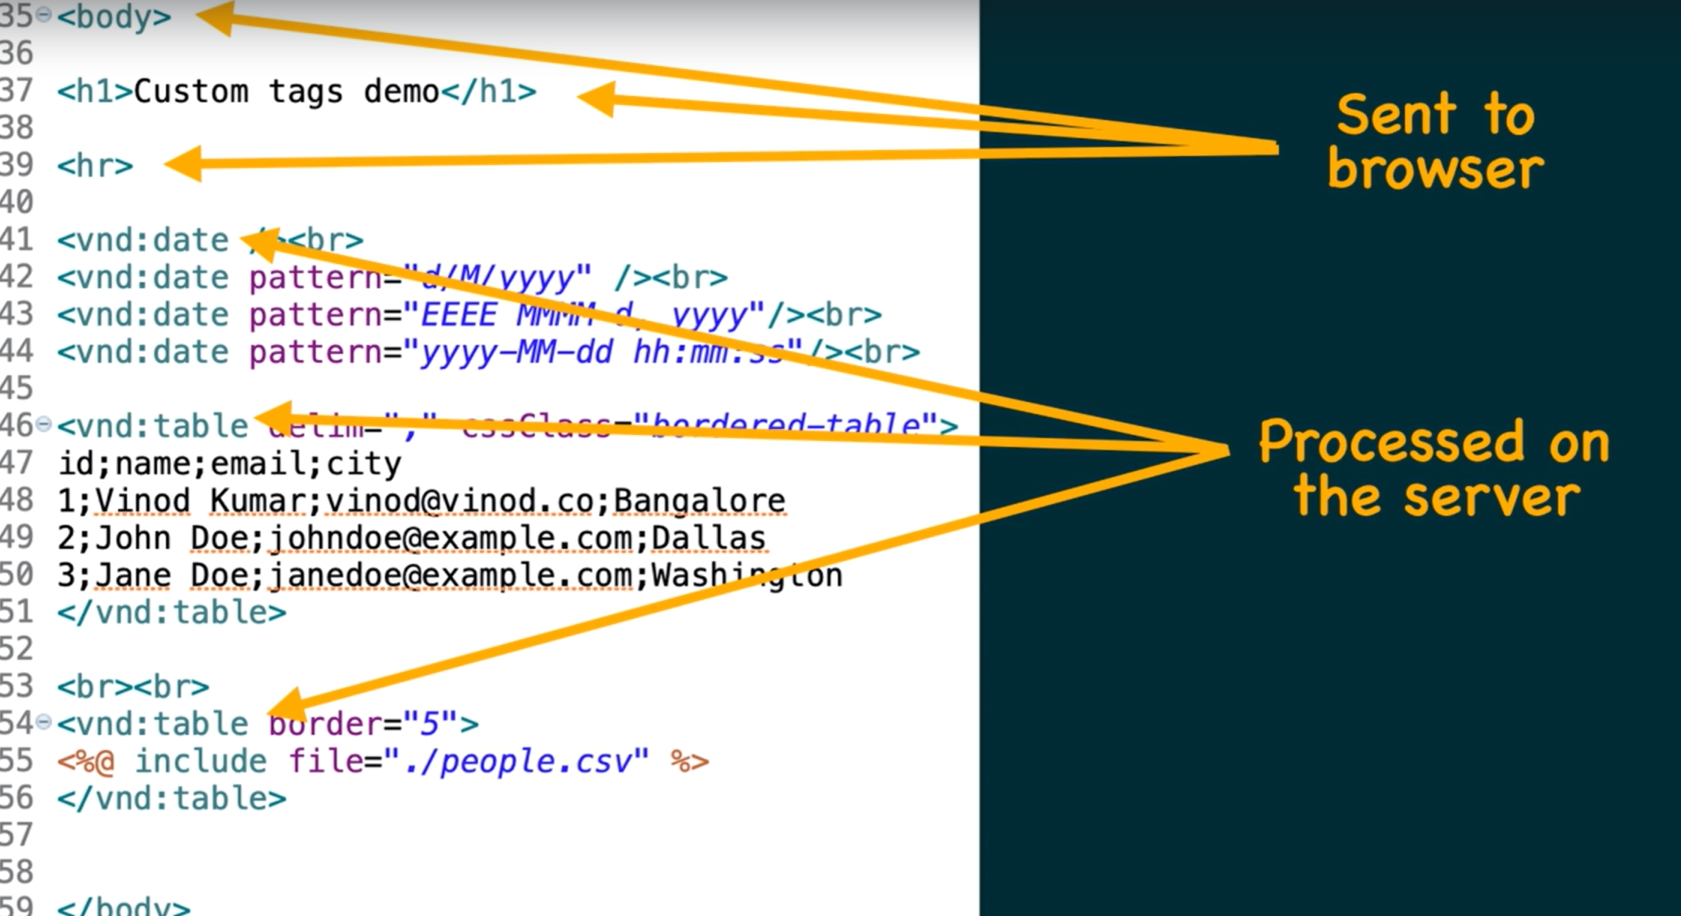 35 <body>
36
37 <h1>Custom tags demo</h1>
38
39 <hr>
40
41 <vnd:date /><br>
42 <vnd:date pattern="d/M/yyyy" /><br>
43 <vnd:date pattern="EEEE MMMM d, yyyy"/><br>
44 <vnd:date pattern="yyyy-MM-dd hh:mm:ss"/><br>
45
46 <vnd:table delim="," cssClass="bordered-table">
47 id;name;email;city
48 1;Vinod Kumar;vinod@vinod.co;Bangalore
49 2;John Doe;johndoe@example.com;Dallas
50 3;Jane Doe;janedoe@example.com;Washington
51 </vnd:table>
52
53 <br><br>
54 <vnd:table border="5">
55 <%@ include file="./people.csv" %>
56 </vnd:table>
57
58
59 </body>
Sent to
browser
Processed on
the server